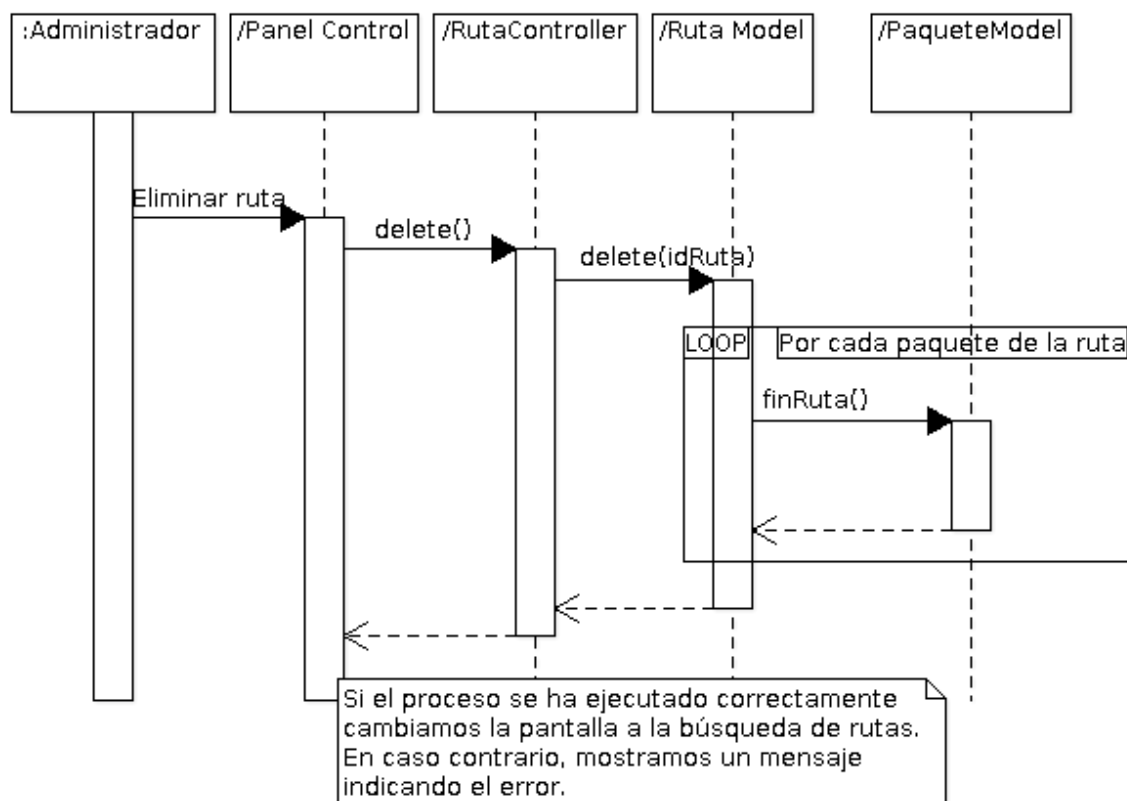 :Administrador
/Panel Control
/RutaController
/Ruta Model
/PaqueteModel
Eliminar ruta
delete()
delete(idRuta)
LOOP
Por cada paquete de la ruta
finRuta()
Si el proceso se ha ejecutado correctamente
cambiamos la pantalla a la búsqueda de rutas.
En caso contrario, mostramos un mensaje
indicando el error.